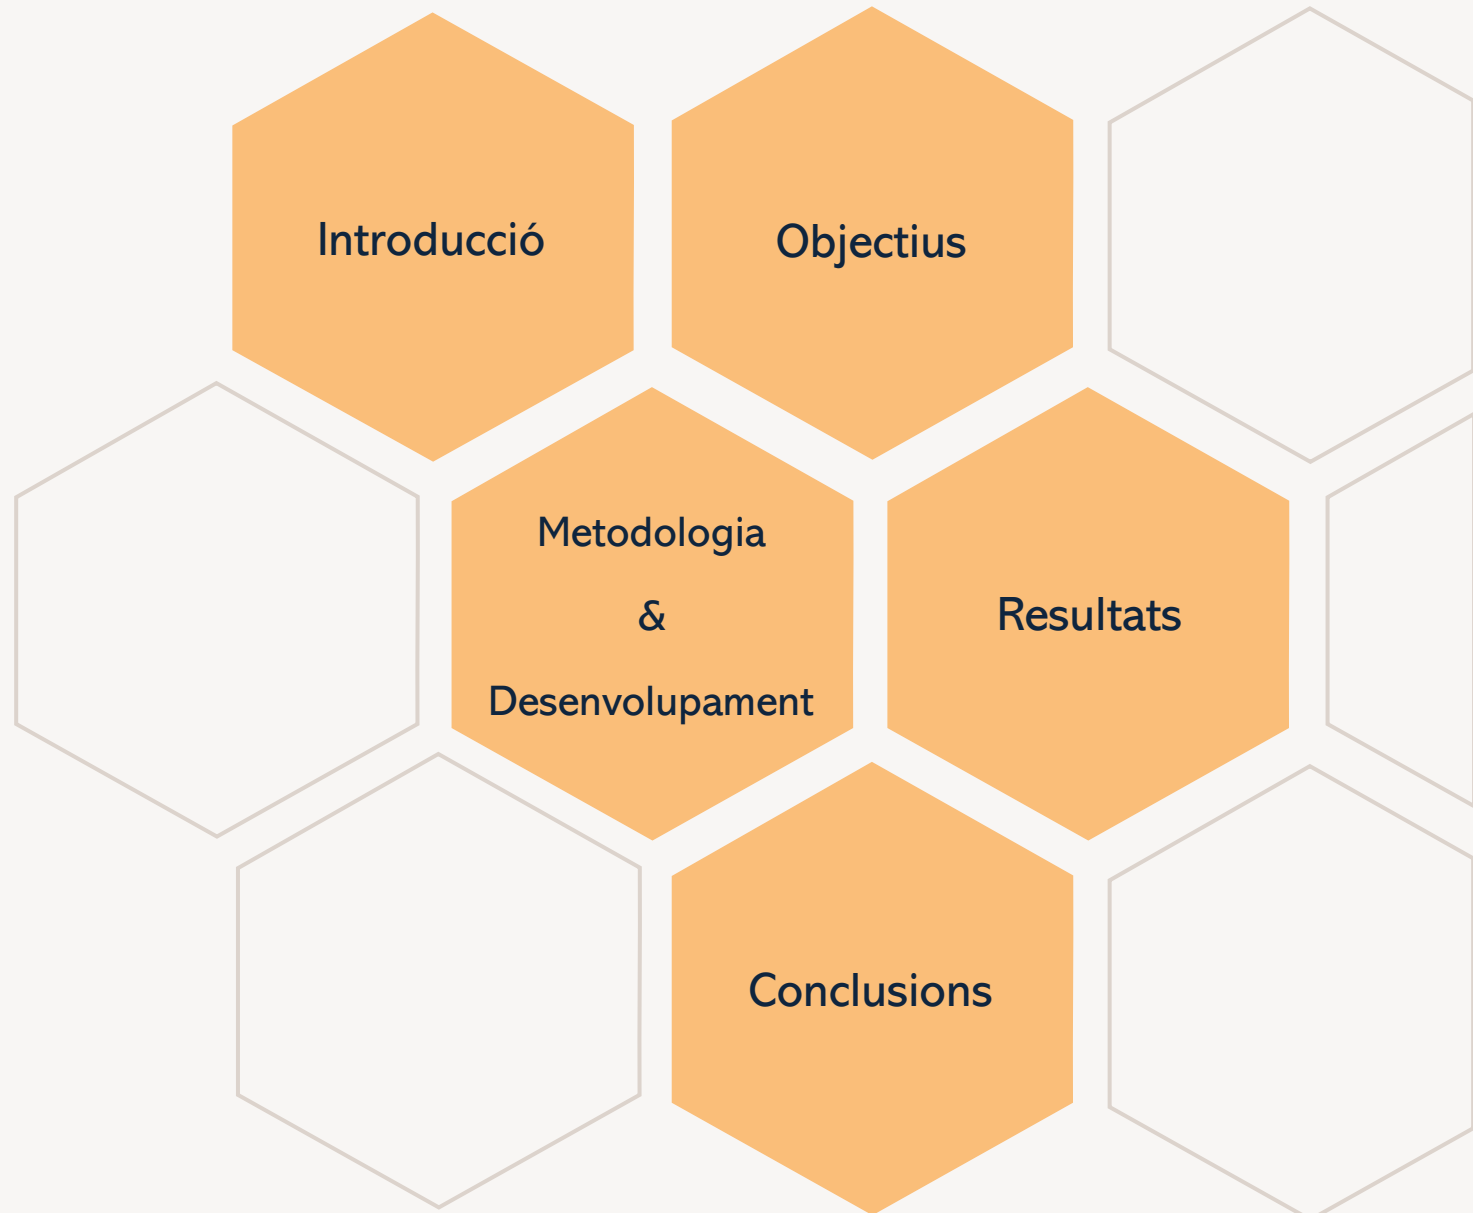 Introducció
Objectius
Metodologia
&
Desenvolupament
Resultats
Conclusions